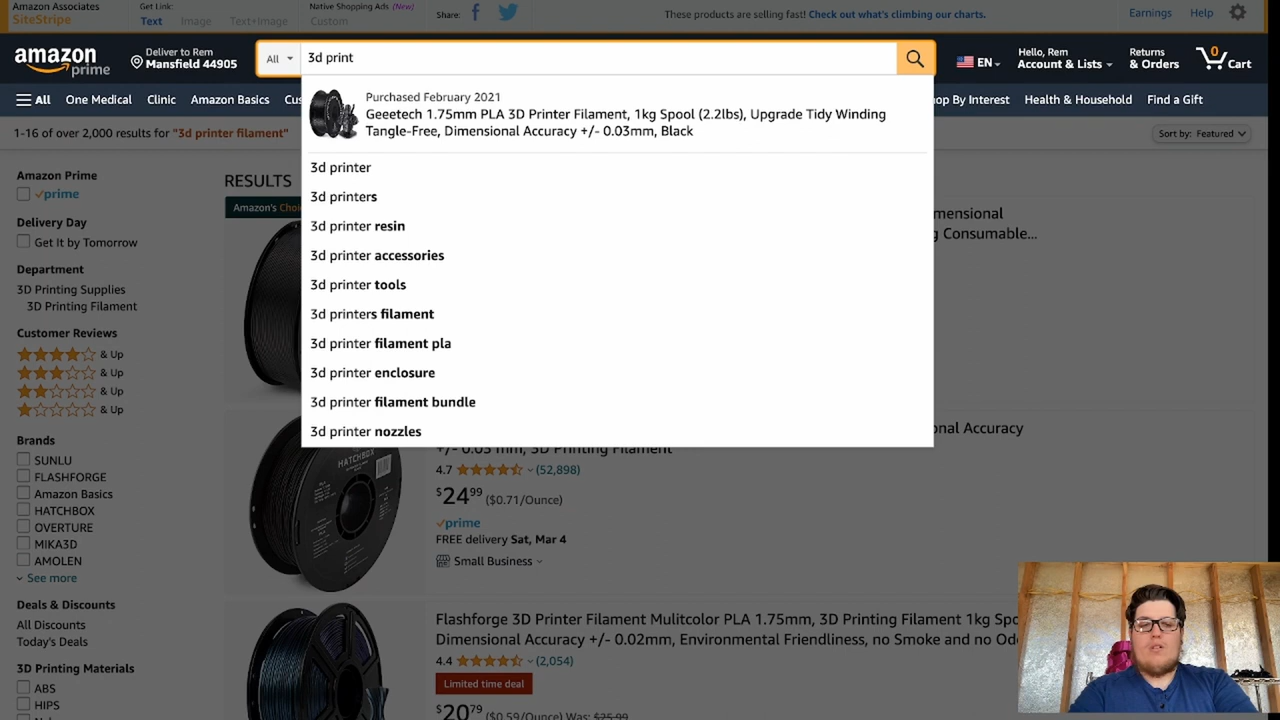 Amazon Associates
SiteStripe
Get Link:
Text Image Text+Image
Native Shopping Ads (New)
Custom
Share:
These products are selling fast! Check out what's climbing our charts.
Earnings Help
amazon
prime
Deliver to Rem
Mansfield 44905
All
3d print
EN
Hello, Rem
Account & Lists
Returns
& Orders
0
Cart
All One Medical Clinic Amazon Basics Cus
op By Interest Health & Household Find a Gift
1-16 of over 2,000 results for "3d printer filament"
Sort by: Featured
Purchased February 2021
Geeetech 1.75mm PLA 3D Printer Filament, 1kg Spool (2.2lbs), Upgrade Tidy Winding
Tangle-Free, Dimensional Accuracy +/- 0.03mm, Black
3d printer
3d printers
3d printer resin
3d printer accessories
3d printer tools
3d printers filament
3d printer filament pla
3d printer enclosure
3d printer filament bundle
3d printer nozzles
Amazon Prime
prime
Delivery Day
Get It by Tomorrow
Department
3D Printing Supplies
3D Printing Filament
Customer Reviews
& Up
& Up
& Up
& Up
Brands
SUNLU
FLASHFORGE
Amazon Basics
HATCHBOX
OVERTURE
MIKA3D
AMOLEN
See more
Deals & Discounts
All Discounts
Today's Deals
3D Printing Materials
ABS
HIPS
RESULTS
Amazon's Choi
mensional
g Consumable...
HATCHBOX
onal Accuracy
+/- 0.03 mm, 3D Printing Filament
4.7 (52,898)
$24.99 ($0.71/Ounce)
prime
FREE delivery Sat, Mar 4
Small Business
Flashforge 3D Printer Filament Mulitcolor PLA 1.75mm, 3D Printing Filament 1kg Spo
Dimensional Accuracy +/- 0.02mm, Environmental Friendliness, no Smoke and no Od
4.4 (2,054)
Limited time deal
$20.79 ($0.59/Ounce) Was: $25.99